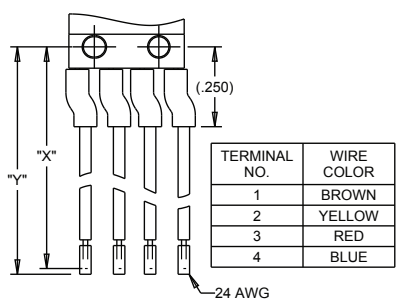 (.250)
"X"
"Y"
TERMINAL NO. WIRE COLOR
1 BROWN
2 YELLOW
3 RED
4 BLUE
24 AWG